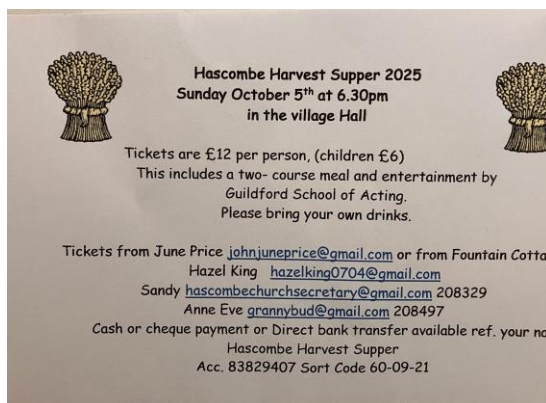 Hascombe Harvest Supper 2025
Sunday October 5th at 6.30pm
in the village Hall
Tickets are £12 per person, (children £6)
This includes a two- course meal and entertainment by
Guildford School of Acting.
Please bring your own drinks.
Tickets from June Price johnjuneprice@gmail.com or from Fountain
Hazel King hazelking0704@gmail.com
Sandy hascombechurchsecretary@gmail.com 208329
Anne Eve grannybud@gmail.com 208497
Cash or cheque payment or Direct bank transfer available ref. your
Hascombe Harvest Supper
Acc. 83829407 Sort Code 60-09-21